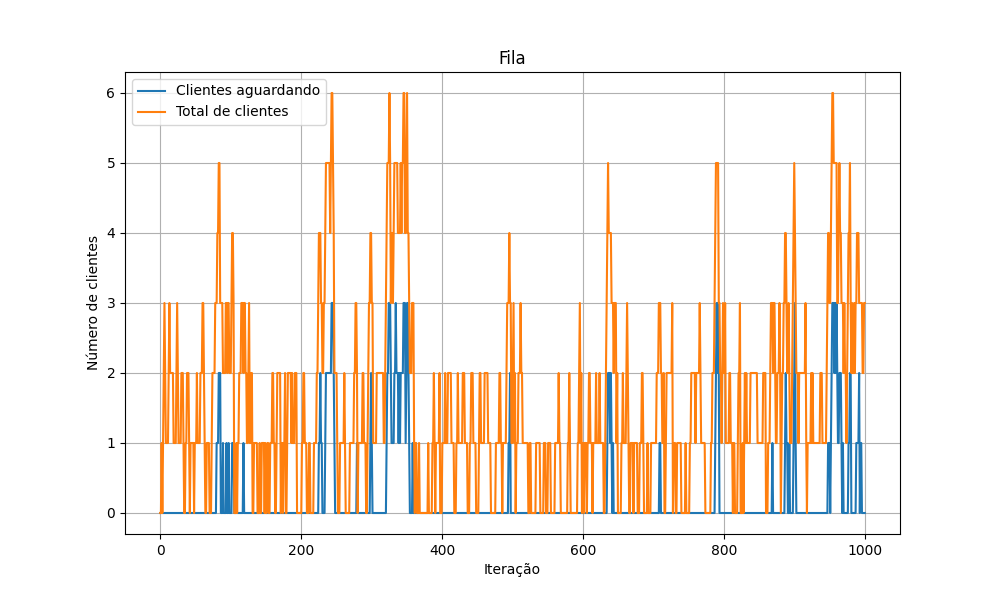 Fila
Clientes aguardando
Total de clientes
Número de clientes
6
5
4
3
2
1
0
0 200 400 600 800 1000
Iteração